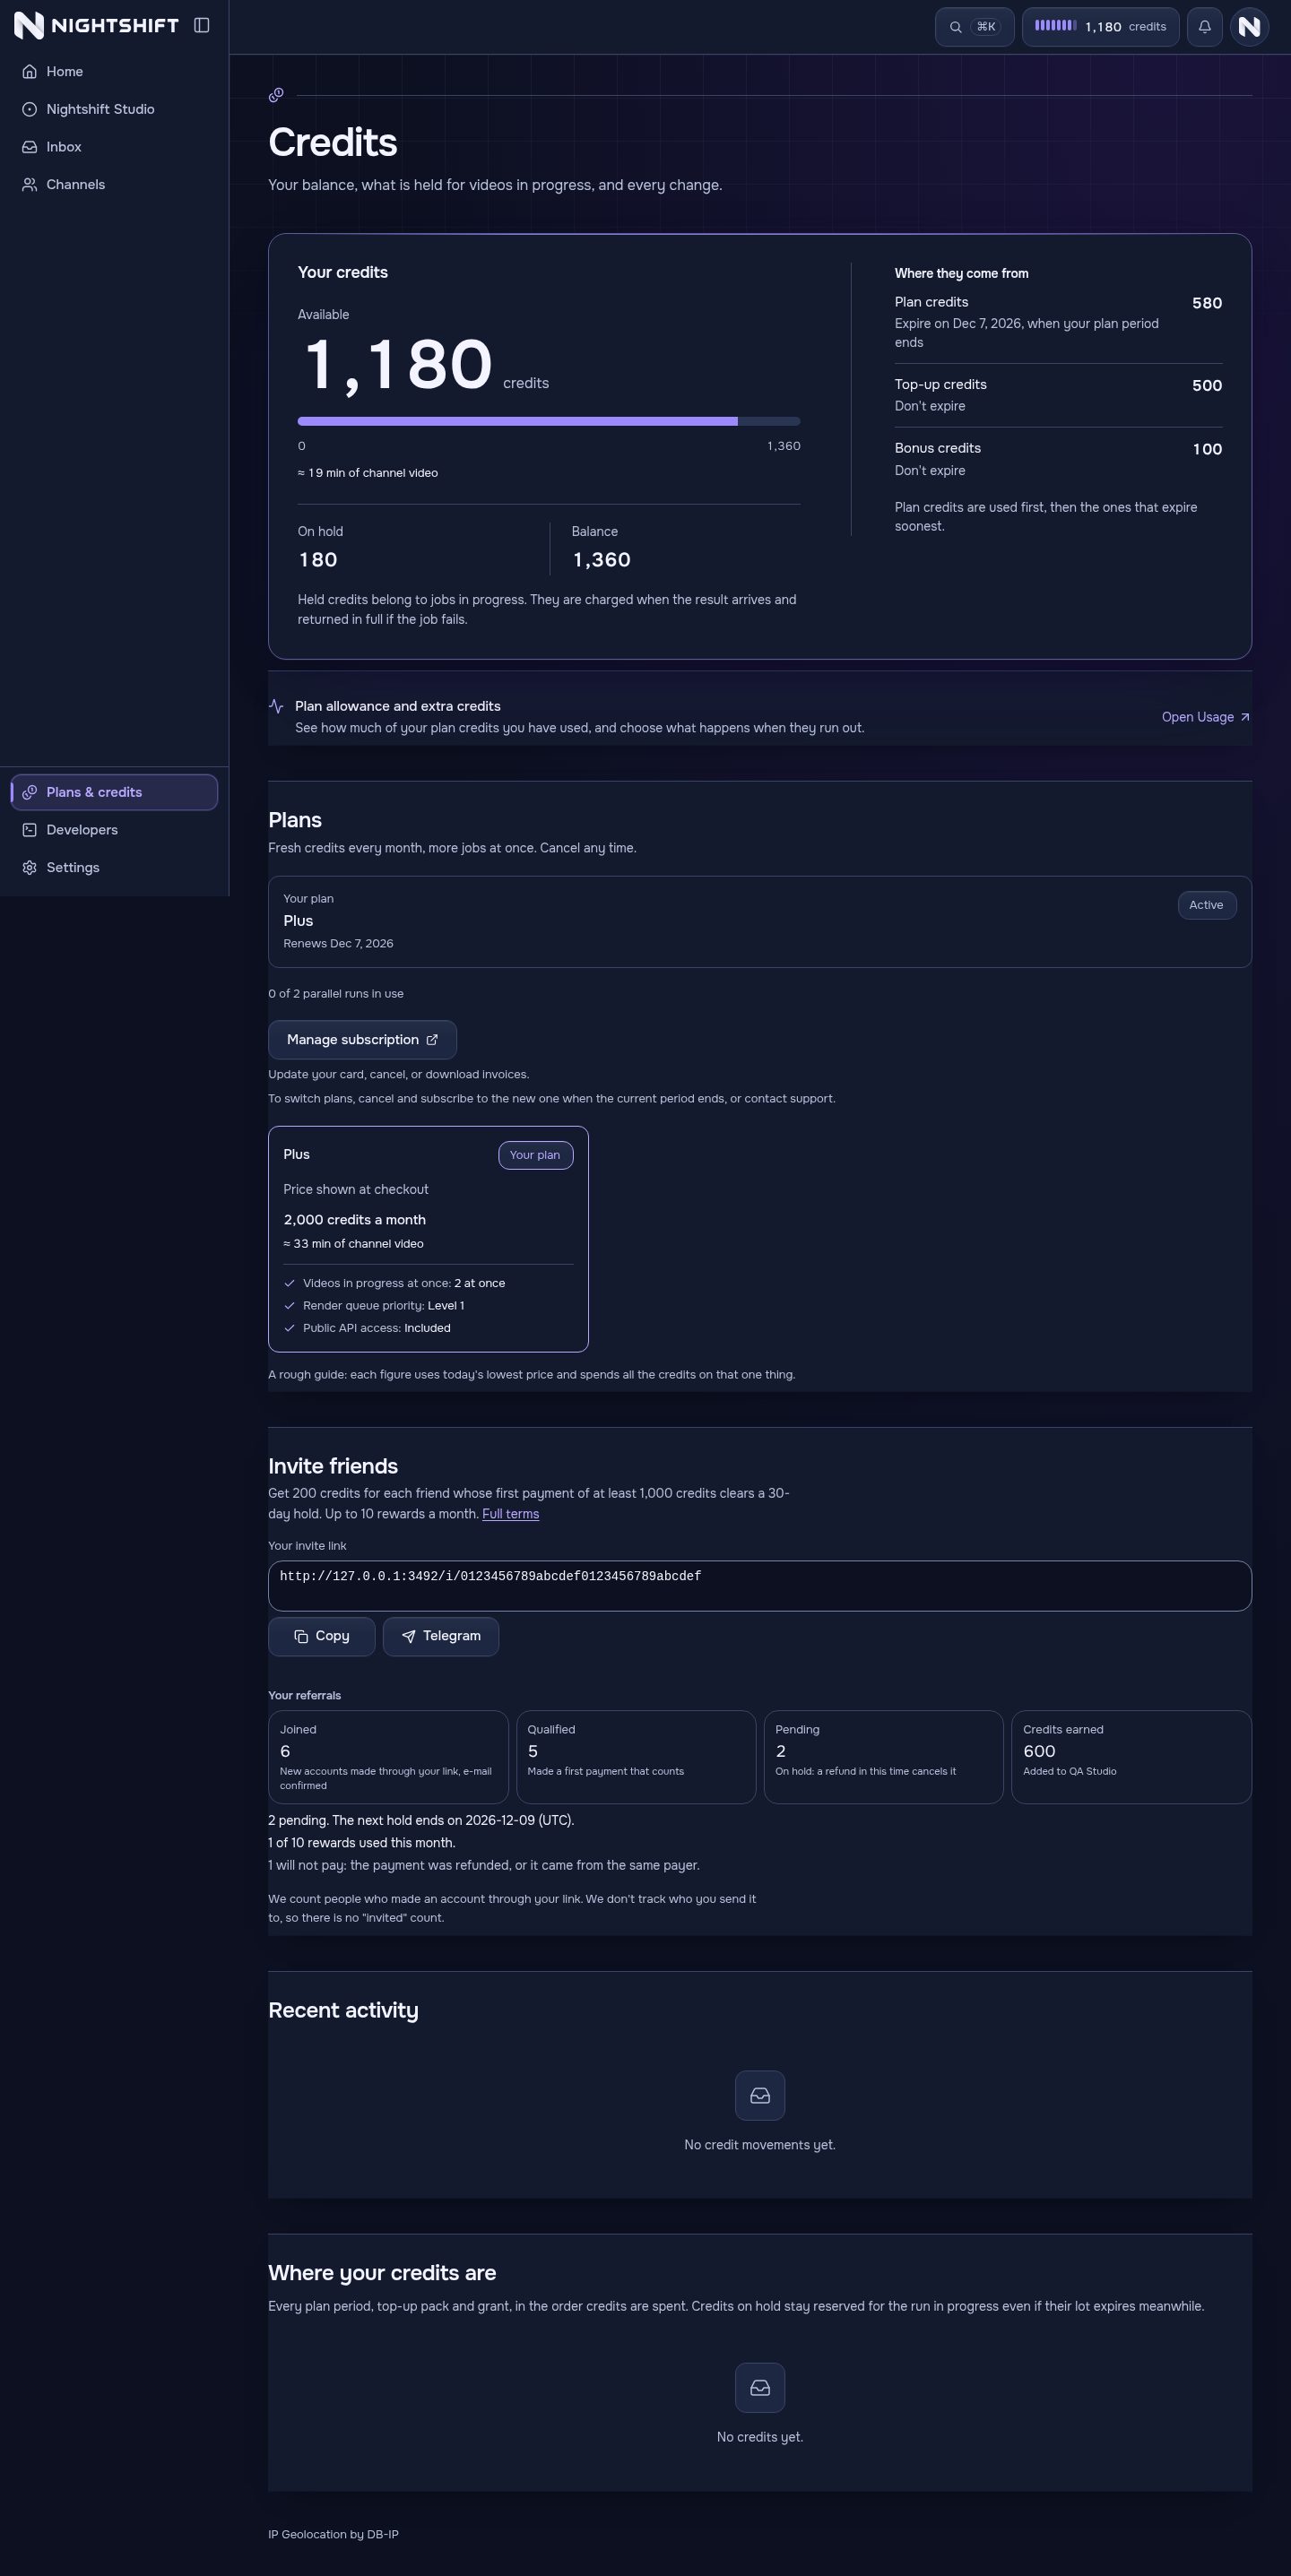 NIGHTSHIFT
⌘K
1,180 credits
Home
Nightshift Studio
Inbox
Channels
Plans & credits
Developers
Settings
Credits
Your balance, what is held for videos in progress, and every change.
Your credits
Available
1,180 credits
0
1,360
≈ 19 min of channel video
On hold
180
Balance
1,360
Held credits belong to jobs in progress. They are charged when the result arrives and
returned in full if the job fails.
Where they come from
Plan credits
580
Expire on Dec 7, 2026, when your plan period
ends
Top-up credits
500
Don't expire
Bonus credits
100
Don't expire
Plan credits are used first, then the ones that expire
soonest.
Plan allowance and extra credits
See how much of your plan credits you have used, and choose what happens when they run out.
Open Usage
Plans
Fresh credits every month, more jobs at once. Cancel any time.
Your plan
Plus
Renews Dec 7, 2026
Active
0 of 2 parallel runs in use
Manage subscription
Update your card, cancel, or download invoices.
To switch plans, cancel and subscribe to the new one when the current period ends, or contact support.
Plus
Your plan
Price shown at checkout
2,000 credits a month
≈ 33 min of channel video
Videos in progress at once: 2 at once
Render queue priority: Level 1
Public API access: Included
A rough guide: each figure uses today's lowest price and spends all the credits on that one thing.
Invite friends
Get 200 credits for each friend whose first payment of at least 1,000 credits clears a 30-
day hold. Up to 10 rewards a month. Full terms
Your invite link
http://127.0.0.1:3492/i/0123456789abcdef0123456789abcdef
Copy
Telegram
Your referrals
Joined
6
New accounts made through your link, e-mail
confirmed
Qualified
5
Made a first payment that counts
Pending
2
On hold: a refund in this time cancels it
Credits earned
600
Added to QA Studio
2 pending. The next hold ends on 2026-12-09 (UTC).
1 of 10 rewards used this month.
1 will not pay: the payment was refunded, or it came from the same payer.
We count people who made an account through your link. We don't track who you send it
to, so there is no "invited" count.
Recent activity
No credit movements yet.
Where your credits are
Every plan period, top-up pack and grant, in the order credits are spent. Credits on hold stay reserved for the run in progress even if their lot expires meanwhile.
No credits yet.
IP Geolocation by DB-IP